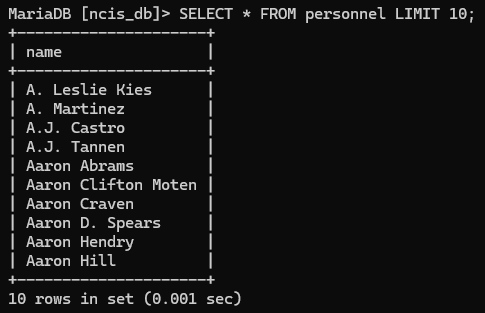 MariaDB [ncis_db]> SELECT * FROM personnel LIMIT 10;
+---------------------+
| name                |
+---------------------+
| A. Leslie Kies      |
| A. Martinez         |
| A.J. Castro         |
| A.J. Tannen         |
| Aaron Abrams        |
| Aaron Clifton Moten |
| Aaron Craven        |
| Aaron D. Spears     |
| Aaron Hendry        |
| Aaron Hill          |
+---------------------+
10 rows in set (0.001 sec)